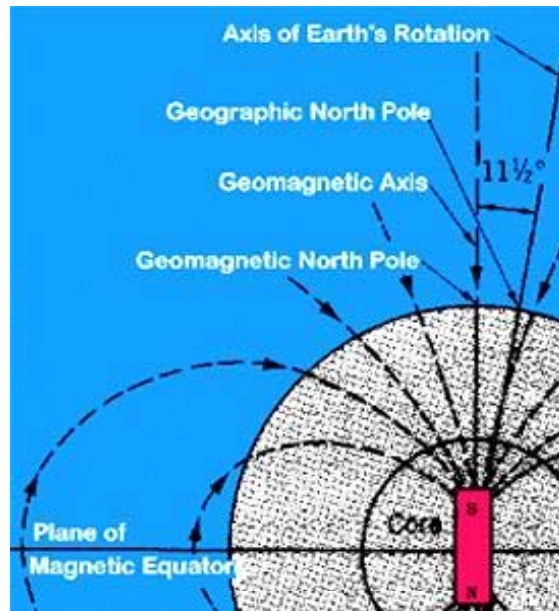 Axis of Earth's Rotation
Geographic North Pole
11½°
Geomagnetic Axis
Geomagnetic North Pole
S
Core
Plane of
Magnetic Equator
N